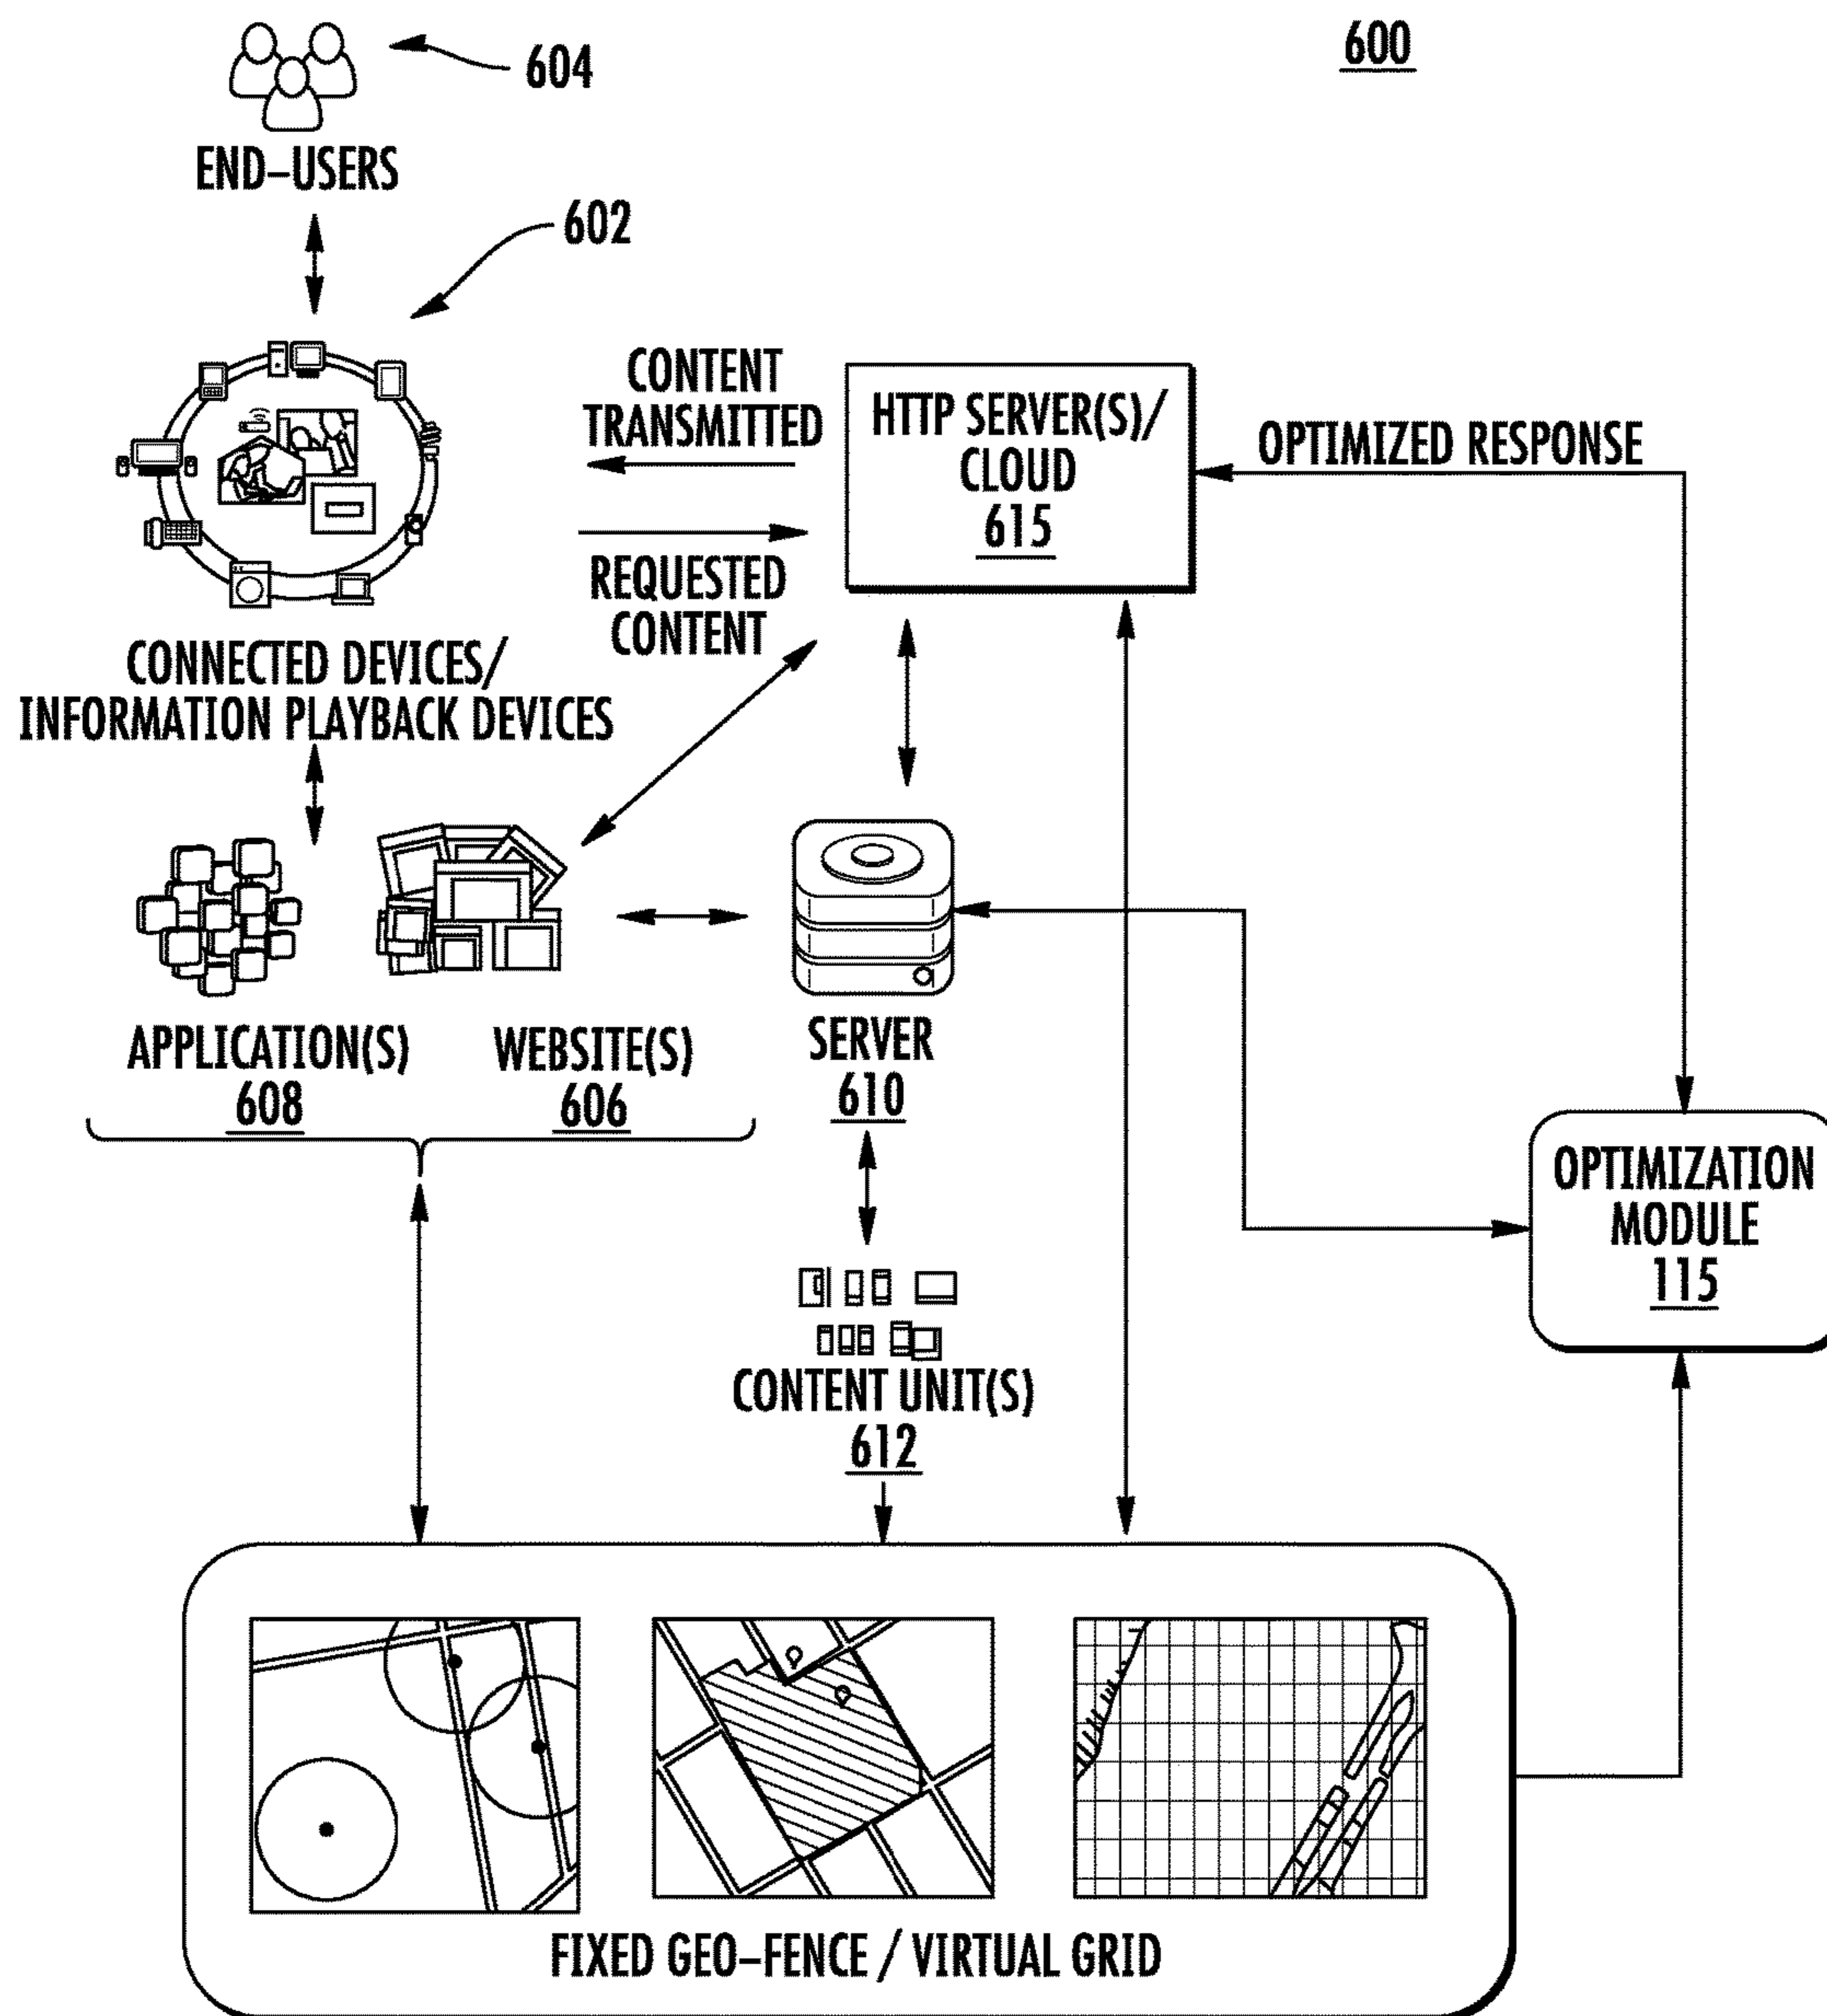 600
604
END–USERS
602
CONTENT
TRANSMITTED
HTTP SERVER(S)/
CLOUD
615
OPTIMIZED RESPONSE
REQUESTED
CONTENT
CONNECTED DEVICES/
INFORMATION PLAYBACK DEVICES
APPLICATION(S)
608
WEBSITE(S)
606
SERVER
610
OPTIMIZATION
MODULE
115
CONTENT UNIT(S)
612
FIXED GEO–FENCE / VIRTUAL GRID